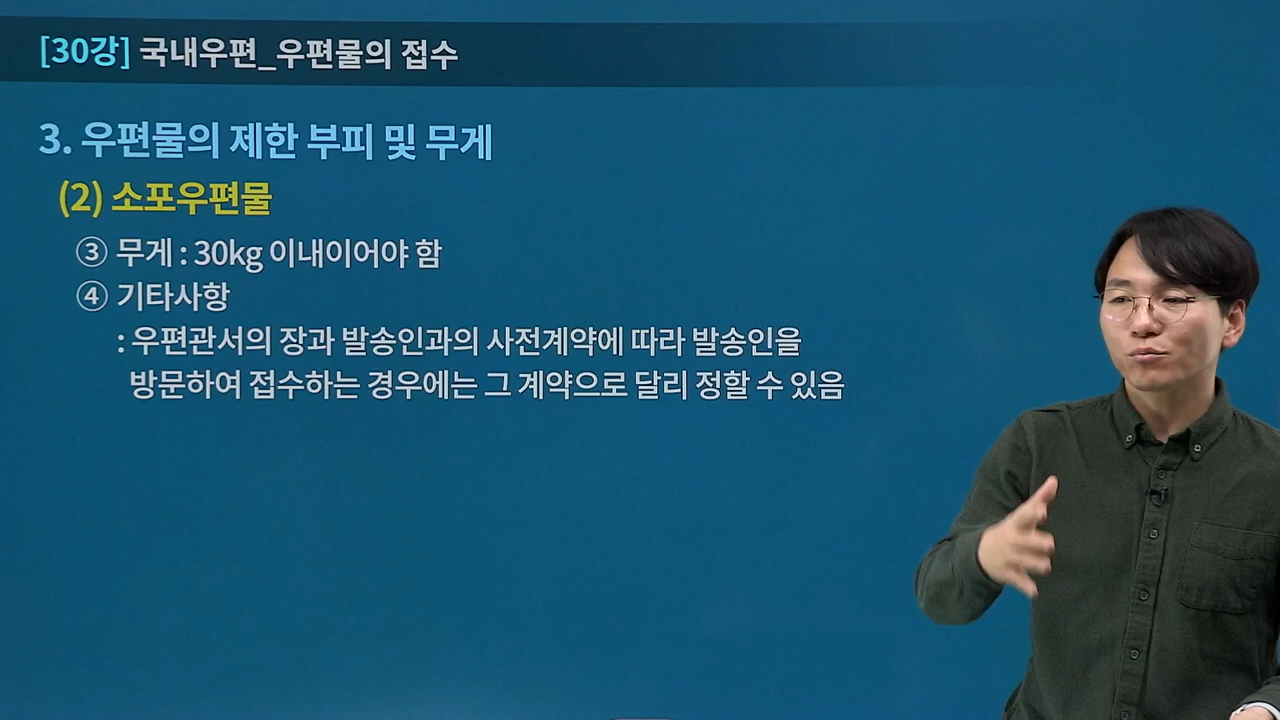 [30강] 국내우편_우편물의 접수
3. 우편물의 제한 부피 및 무게
(2) 소포우편물
③ 무게 : 30kg 이내이어야 함
④ 기타사항
: 우편관서의 장과 발송인과의 사전계약에 따라 발송인을
방문하여 접수하는 경우에는 그 계약으로 달리 정할 수 있음